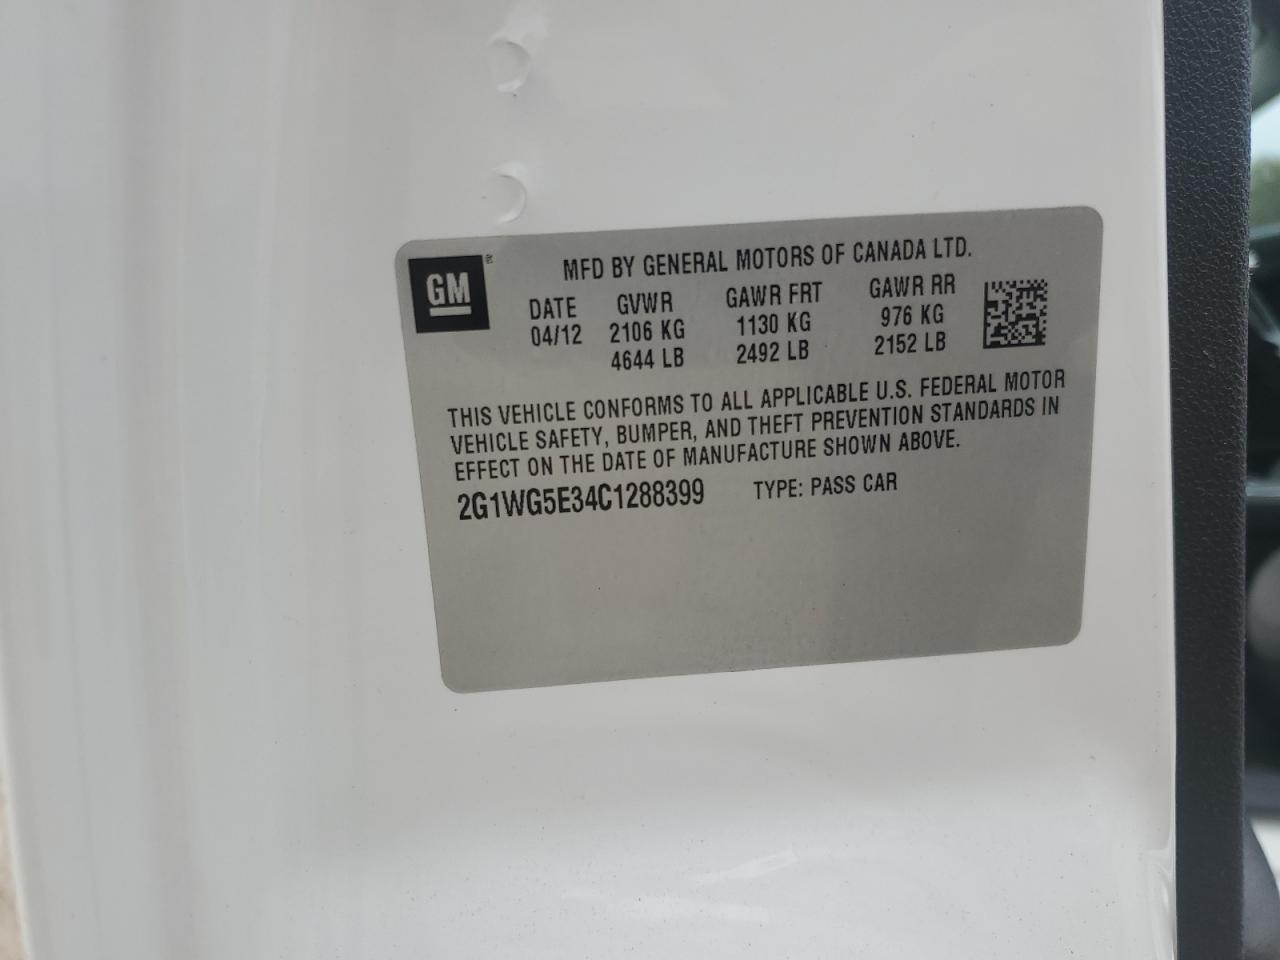 GM
MFD BY GENERAL MOTORS OF CANADA LTD.
DATE GVWR GAWR FRT GAWR RR
04/12 2106 KG 1130 KG 976 KG
4644 LB 2492 LB 2152 LB
THIS VEHICLE CONFORMS TO ALL APPLICABLE U.S. FEDERAL MOTOR
VEHICLE SAFETY, BUMPER, AND THEFT PREVENTION STANDARDS IN
EFFECT ON THE DATE OF MANUFACTURE SHOWN ABOVE.
2G1WG5E34C1288399 TYPE: PASS CAR